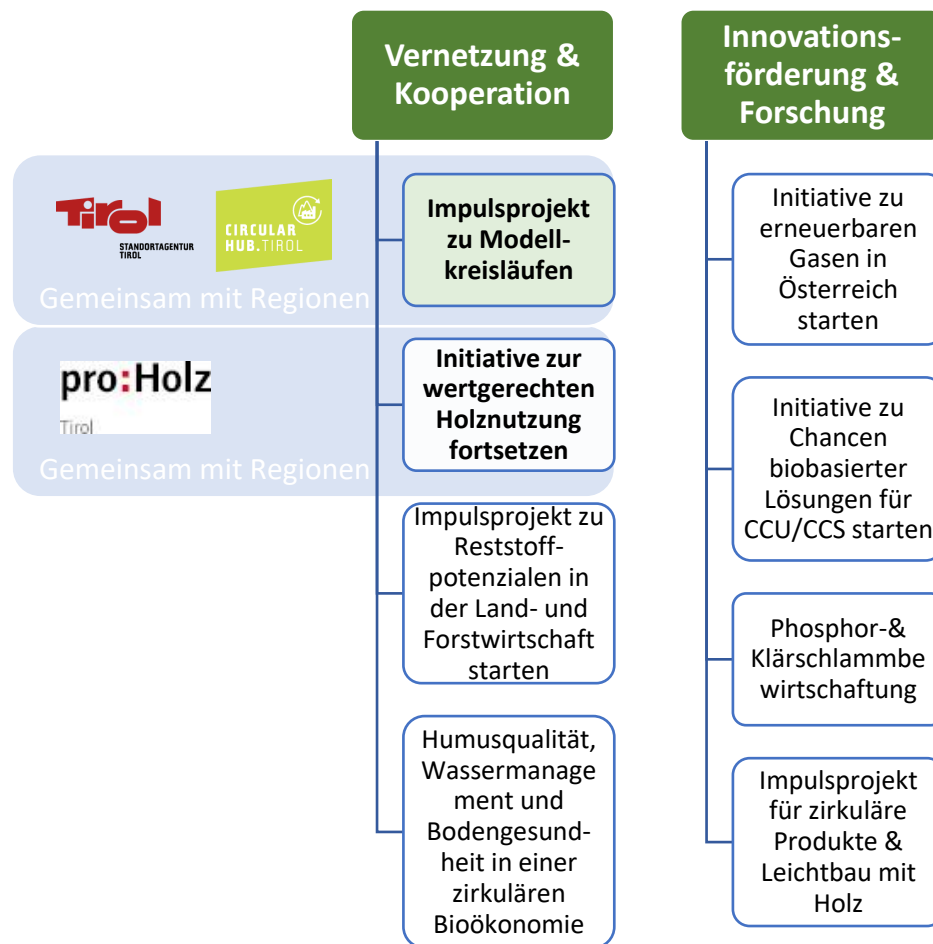 Vernetzung &
Kooperation
Tirol
STANDORTAGENTUR
TIROL
CIRCULAR
HUB.TIROL
Gemeinsam mit Regionen
Impulsprojekt
zu Modell-
kreisläufen
pro:Holz
Tirol
Gemeinsam mit Regionen
Initiative zur
wertgerechten
Holznutzung
fortsetzen
Impulsprojekt zu
Reststoff-
potenzialen in
der Land- und
Forstwirtschaft
starten
Humusqualität,
Wassermanage
ment und
Bodengesund-
heit in einer
zirkulären
Bioökonomie
Innovations-
förderung &
Forschung
Initiative zu
erneuerbaren
Gasen in
Österreich
starten
Initiative zu
Chancen
biobasierter
Lösungen für
CCU/CCS starten
Phosphor-&
Klärschlammbe
wirtschaftung
Impulsprojekt
für zirkuläre
Produkte &
Leichtbau mit
Holz